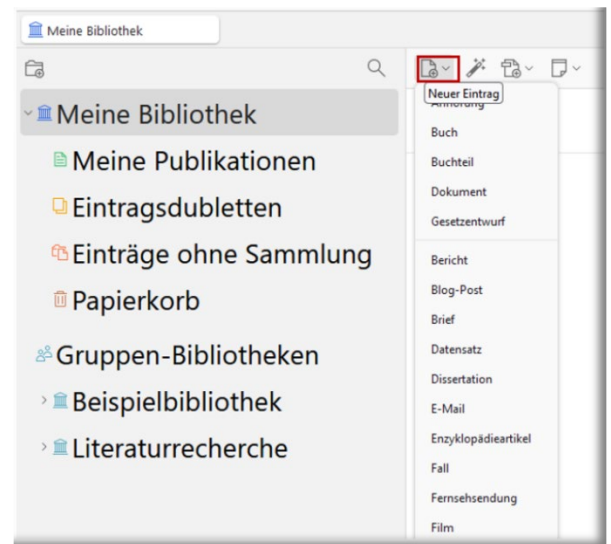 Meine Bibliothek
Meine Bibliothek
Meine Publikationen
Eintragsdubletten
Einträge ohne Sammlung
Papierkorb
Gruppen-Bibliotheken
Beispielbibliothek
Literaturrecherche
Neuer Eintrag
Anhörung
Buch
Buchteil
Dokument
Gesetzentwurf
Bericht
Blog-Post
Brief
Datensatz
Dissertation
E-Mail
Enzyklopädieartikel
Fall
Fernsehsendung
Film